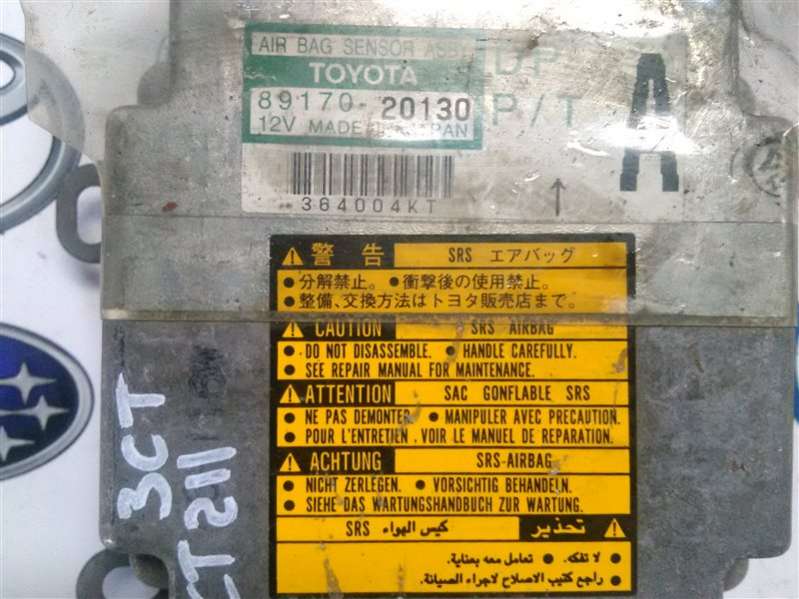 AIR BAG SENSOR ASSY
TOYOTA
89170-20130
12V MADE IN JAPAN
DP
P/T
A
384004KT
警告 SRS エアバッグ
●分解禁止。 ●衝撃後の使用禁止。
●整備、交換方法はトヨタ販売店まで。
CAUTION SRS AIRBAG
● DO NOT DISASSEMBLE. ● HANDLE CAREFULLY.
● SEE REPAIR MANUAL FOR MAINTENANCE.
ATTENTION SAC GONFLABLE SRS
● NE PAS DEMONTER ● MANIPULER AVEC PRECAUTION.
● POUR L'ENTRETIEN, VOIR LE MANUEL DE REPARATION.
ACHTUNG SRS-AIRBAG
● NICHT ZERLEGEN. ● VORSICHTIG BEHANDELN.
● SIEHE DAS WARTUNGSHANDBUCH ZUR WARTUNG.
تحذير كيس الهواء SRS
● لا تفكه. ● تعامل معه بعناية.
● راجع كتيب الاصلاح لاجراء الصيانة.
3CT
CT211